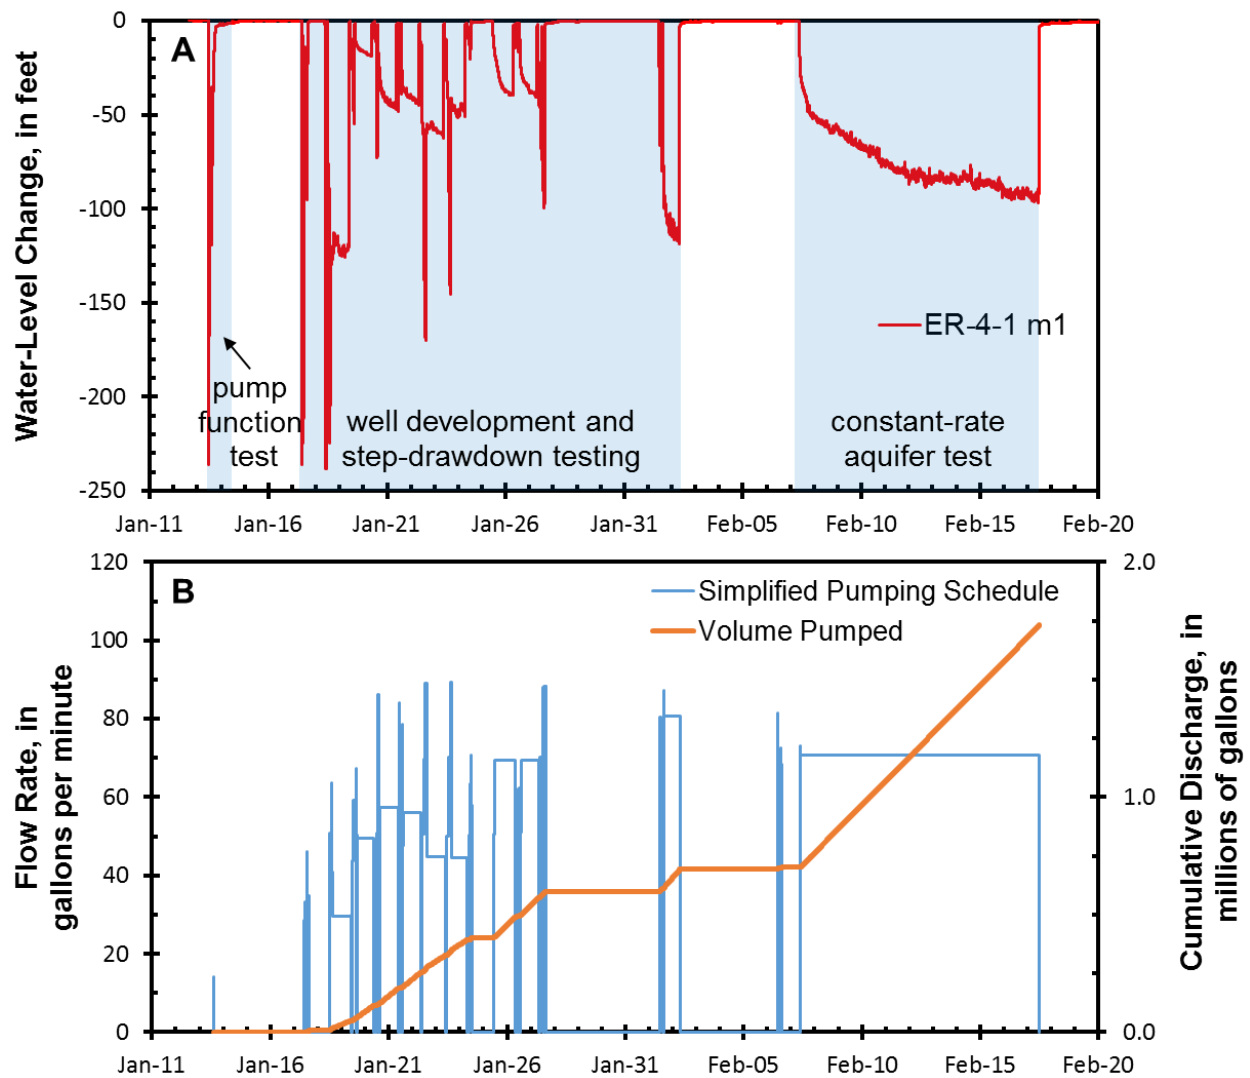 Water-Level Change, in feet
0
-50
-100
-150
-200
-250
A
ER-4-1 m1
pump
function
test
well development and
step-drawdown testing
constant-rate
aquifer test
Jan-11 Jan-16 Jan-21 Jan-26 Jan-31 Feb-05 Feb-10 Feb-15 Feb-20
Flow Rate, in
gallons per minute
120
100
80
60
40
20
0
B
Simplified Pumping Schedule
Volume Pumped
2.0
1.0
0.0
Cumulative Discharge, in
millions of gallons
Jan-11 Jan-16 Jan-21 Jan-26 Jan-31 Feb-05 Feb-10 Feb-15 Feb-20